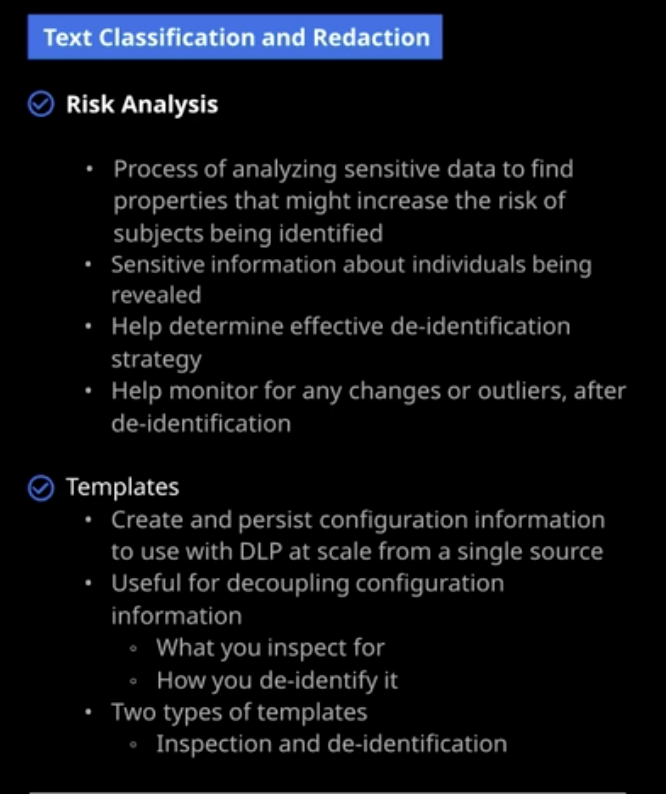 Text Classification and Redaction
Risk Analysis
• Process of analyzing sensitive data to find
properties that might increase the risk of
subjects being identified
• Sensitive information about individuals being
revealed
• Help determine effective de-identification
strategy
• Help monitor for any changes or outliers, after
de-identification
Templates
• Create and persist configuration information
to use with DLP at scale from a single source
• Useful for decoupling configuration
information
◦ What you inspect for
◦ How you de-identify it
• Two types of templates
◦ Inspection and de-identification